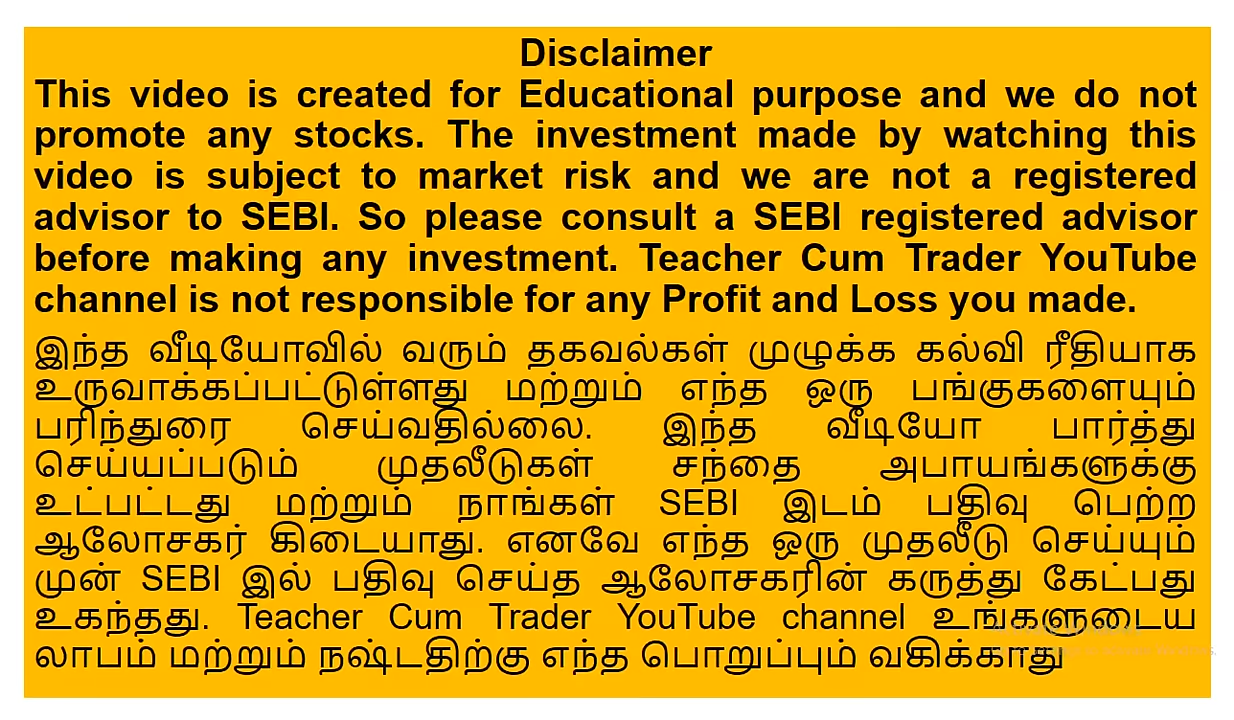 Disclaimer
This video is created for Educational purpose and we do not
promote any stocks. The investment made by watching this
video is subject to market risk and we are not a registered
advisor to SEBI. So please consult a SEBI registered advisor
before making any investment. Teacher Cum Trader YouTube
channel is not responsible for any Profit and Loss you made.
இந்த வீடியோவில் வரும் தகவல்கள் முழுக்க கல்வி ரீதியாக
உருவாக்கப்பட்டுள்ளது மற்றும் எந்த ஒரு பங்குகளையும்
பரிந்துரை செய்வதில்லை. இந்த வீடியோ பார்த்து
செய்யப்படும் முதலீடுகள் சந்தை அபாயங்களுக்கு
உட்பட்டது மற்றும் நாங்கள் SEBI இடம் பதிவு பெற்ற
ஆலோசகர் கிடையாது. எனவே எந்த ஒரு முதலீடு செய்யும்
முன் SEBI இல் பதிவு செய்த ஆலோசகரின் கருத்து கேட்பது
உகந்தது. Teacher Cum Trader YouTube channel உங்களுடைய
லாபம் மற்றும் நஷ்டதிற்கு எந்த பொறுப்பும் வகிக்காது